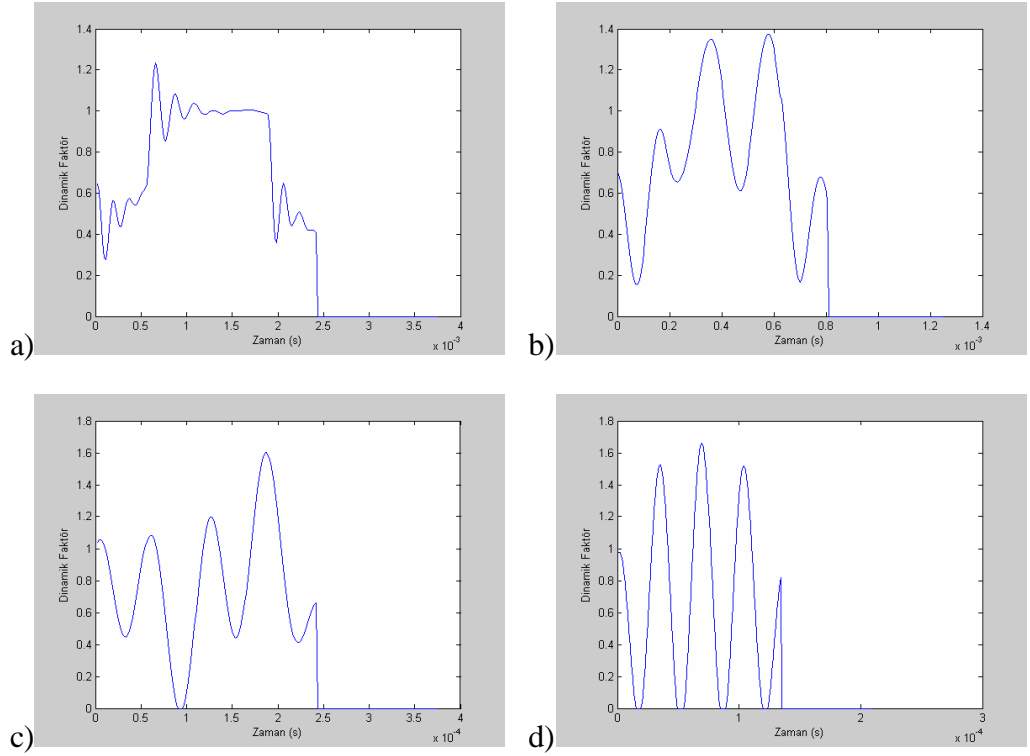 1.4
1.2
1
0.8
0.6
0.4
0.2
0
Dinamik Faktör
0 0.5 1 1.5 2 2.5 3 3.5 4
Zaman (s)
x 10-3
a)
1.4
1.2
1
0.8
0.6
0.4
0.2
0
Dinamik Faktör
0 0.2 0.4 0.6 0.8 1 1.2 1.4
Zaman (s)
x 10-3
b)
1.8
1.6
1.4
1.2
1
0.8
0.6
0.4
0.2
0
Dinamik Faktör
0 0.5 1 1.5 2 2.5 3 3.5 4
Zaman (s)
x 10-4
c)
1.8
1.6
1.4
1.2
1
0.8
0.6
0.4
0.2
0
Dinamik Faktör
0 1 2 3
Zaman (s)
x 10-4
d)